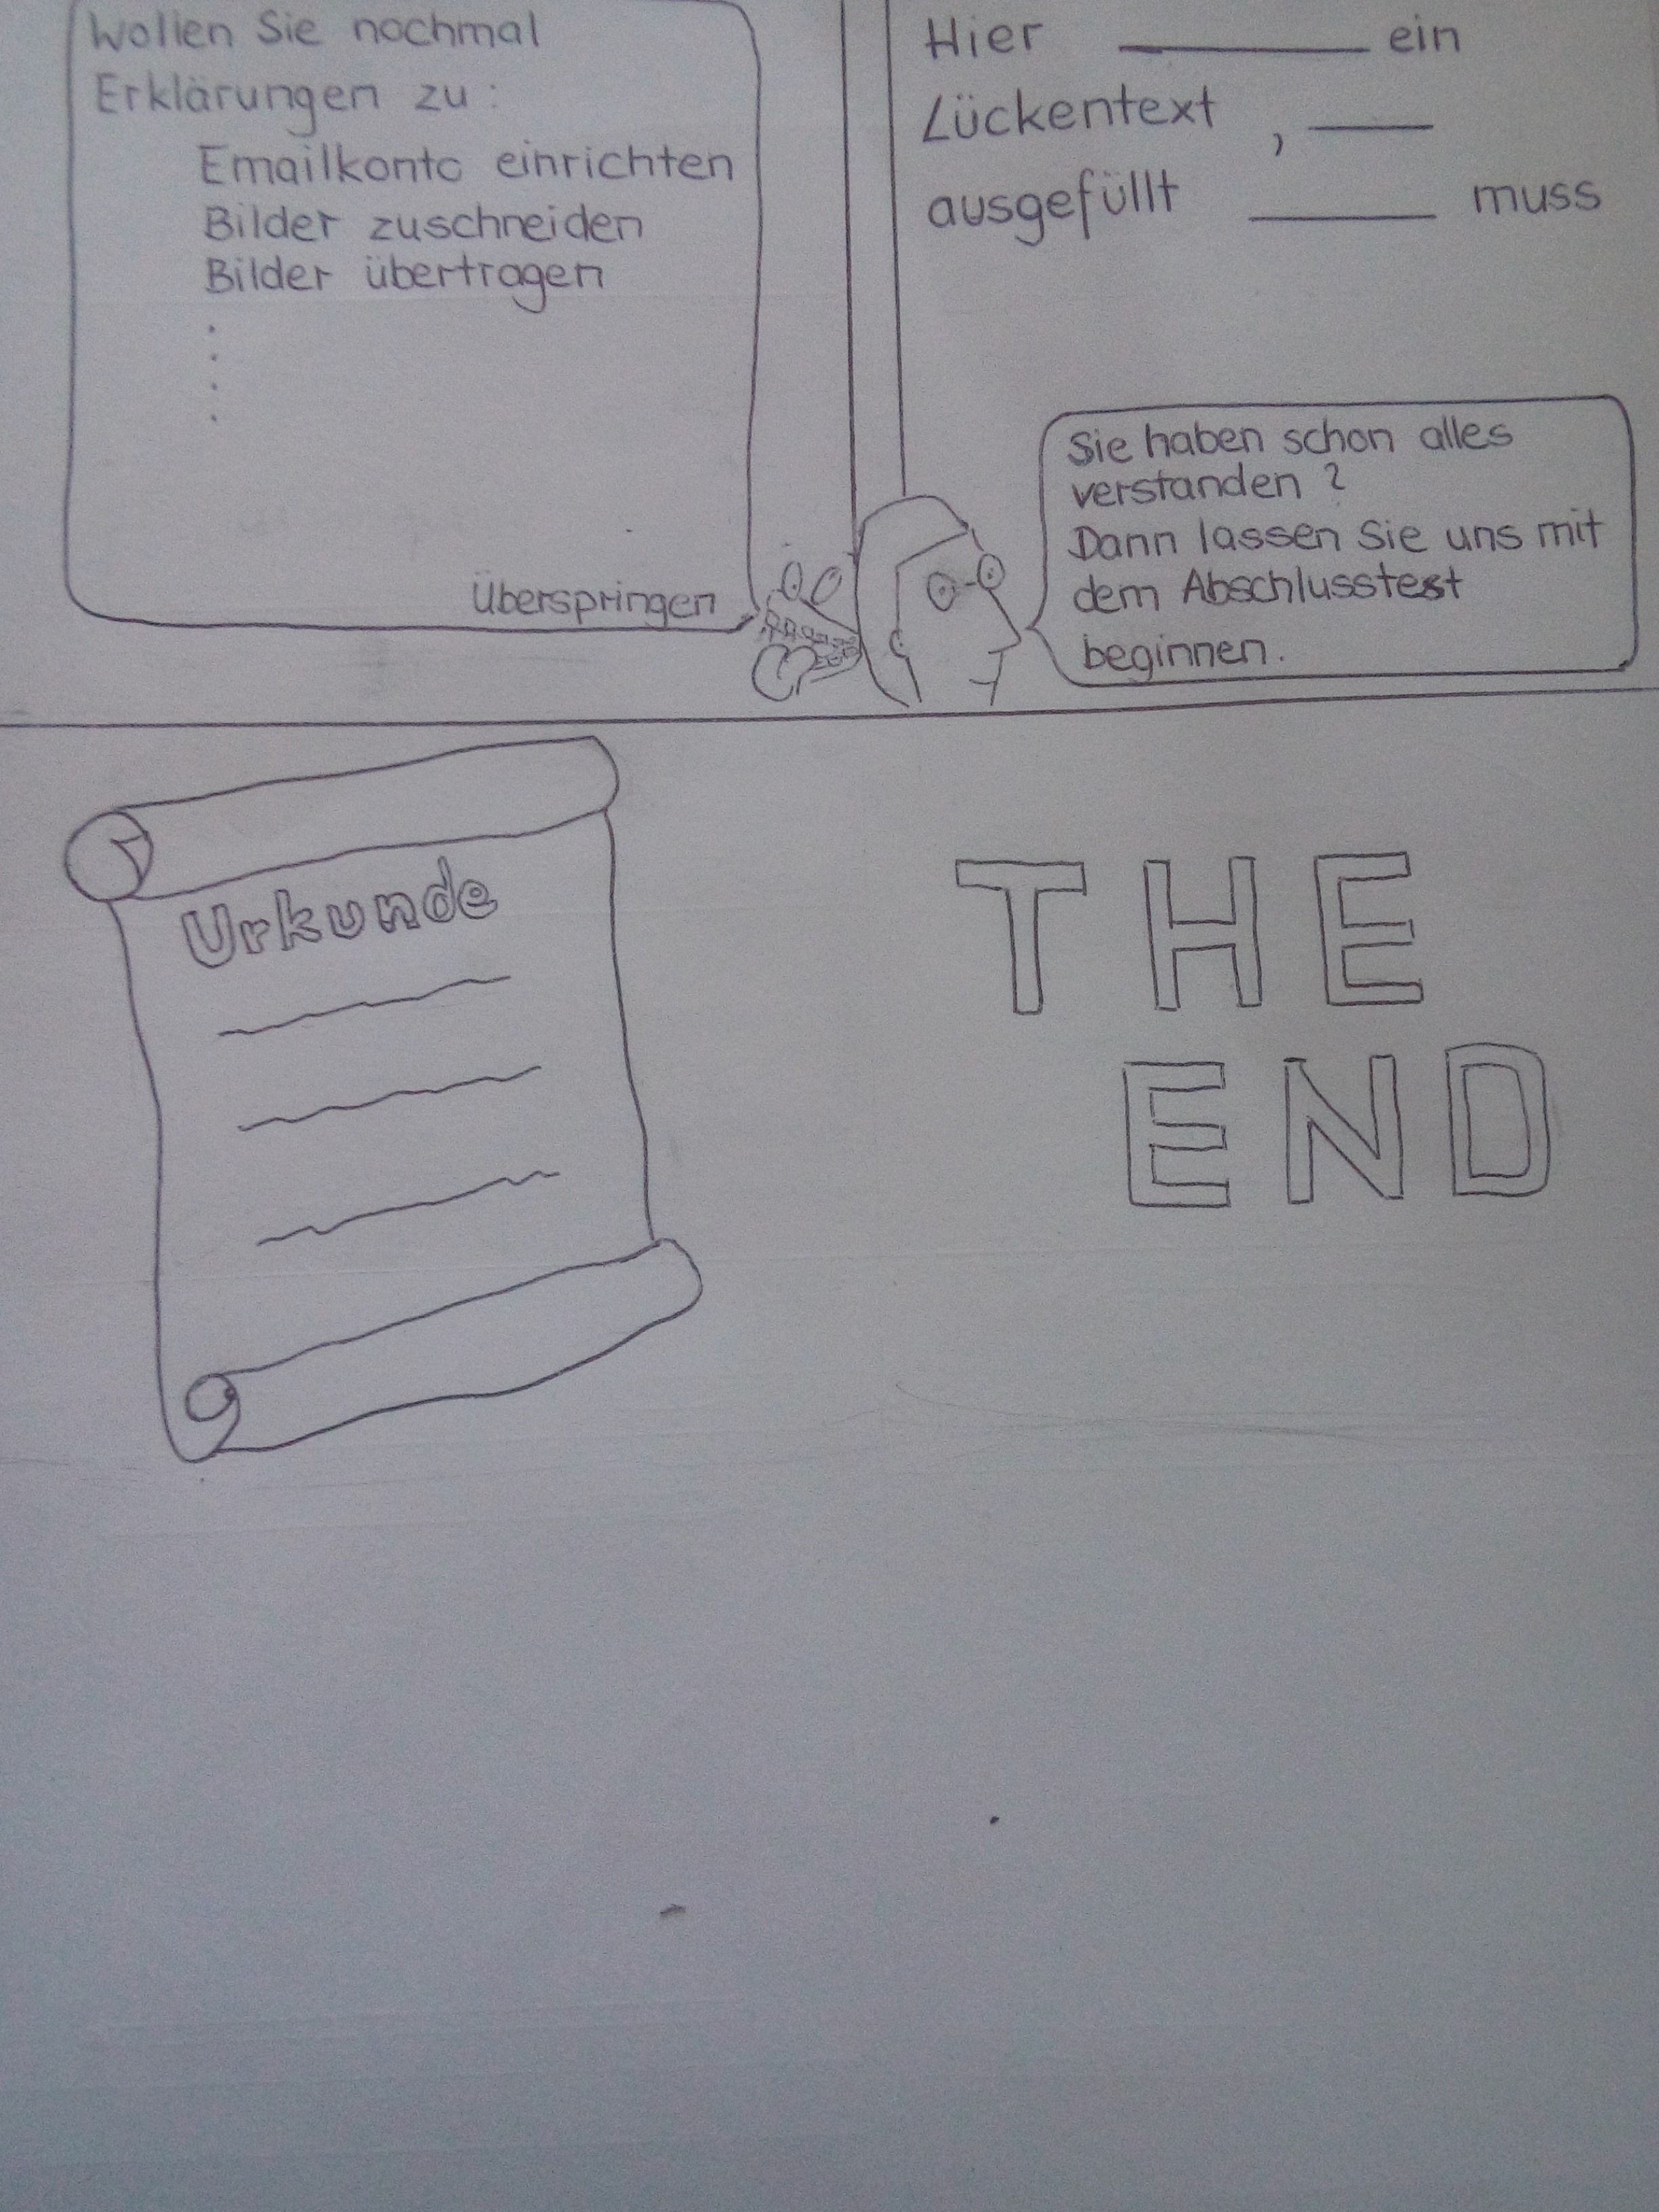 Wollen Sie nochmal
Erklärungen zu :
Emailkonto einrichten
Bilder zuschneiden
Bilder übertragen
.
.
.
.
Überspringen
Hier ______ ein
Lückentext , ___
ausgefüllt ____ muss
Sie haben schon alles
verstanden ?
Dann lassen Sie uns mit
dem Abschlusstest
beginnen.
Urkunde
THE
END